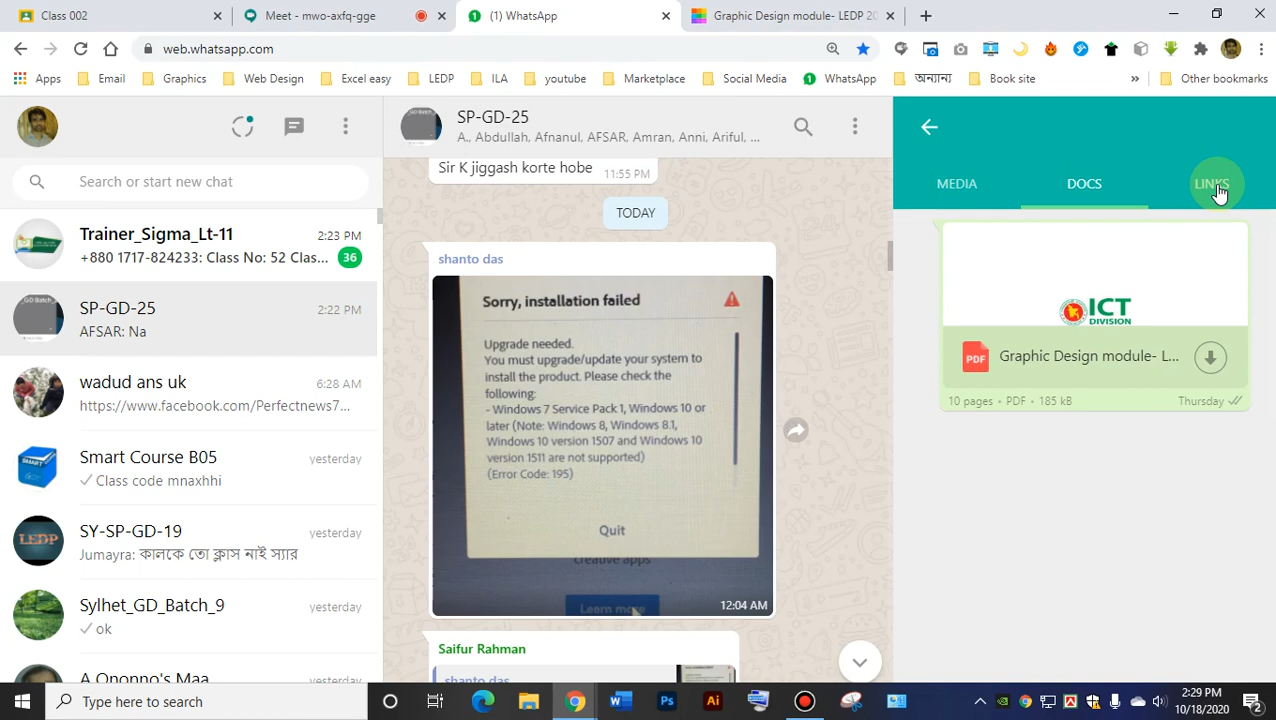 Class 002
Meet - mwo-axfq-gge
(1) WhatsApp
Graphic Design module- LEDP 20
web.whatsapp.com
Apps
Email
Graphics
Web Design
Excel easy
LEDP
ILA
youtube
Marketplace
Social Media
1
WhatsApp
অন্যান্য
Book site
»
Other bookmarks
Search or start new chat
Trainer_Sigma_Lt-11
2:23 PM
+880 1717-824233: Class No: 52 Clas...
36
SP-GD-25
2:22 PM
AFSAR: Na
wadud ans uk
6:28 AM
https://www.facebook.com/Perfectnews7...
Smart Course B05
yesterday
Class code mnaxhhi
SY-SP-GD-19
yesterday
Jumayra: কালকে তো ক্লাস নাই স্যার
Sylhet_GD_Batch_9
yesterday
ok
A Ononno's Maa
SP-GD-25
A., Abdullah, Afnanul, AFSAR, Amran, Anni, Ariful, ...
Sir K jiggash korte hobe
11:55 PM
TODAY
shanto das
Sorry, installation failed
Upgrade needed.
You must upgrade/update your system to
install the product. Please check the
following:
- Windows 7 Service Pack 1, Windows 10 or
later (Note: Windows 8, Windows 8.1,
Windows 10 version 1507 and Windows 10
version 1511 are not supported)
(Error Code: 195)
Quit
creative apps
Learn more
12:04 AM
Saifur Rahman
shanto das
MEDIA
DOCS
LINKS
ICT
DIVISION
PDF
Graphic Design module- L...
10 pages • PDF • 185 kB
Thursday
Type here to search
Ps
Ai
2:29 PM
10/18/2020
2